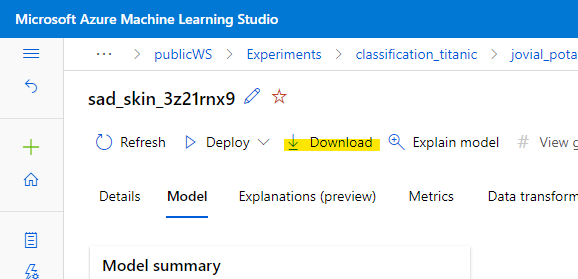 Microsoft Azure Machine Learning Studio
··· > publicWS > Experiments > classification_titanic > jovial_pota
sad_skin_3z21rnx9
Refresh Deploy Download Explain model View g
Details Model Explanations (preview) Metrics Data transform
Model summary